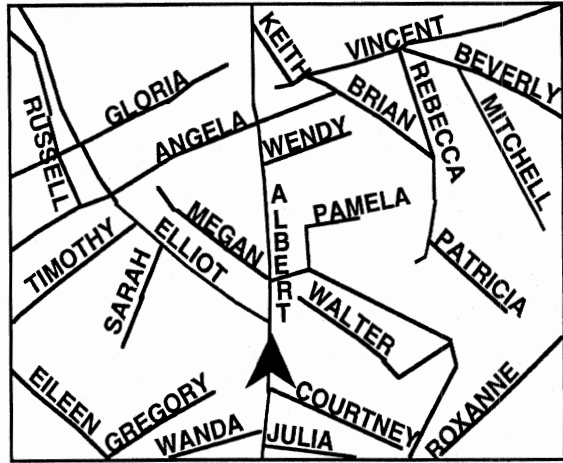 KEITH
VINCENT
BEVERLY
GLORIA
RUSSELL
ANGELA
BRIAN
REBECCA
MITCHELL
WENDY
ALBERT
PAMELA
MEGAN
TIMOTHY
ELLIOT
SARAH
PATRICIA
WALTER
EILEEN
GREGORY
WANDA
COURTNEY
JULIA
ROXANNE